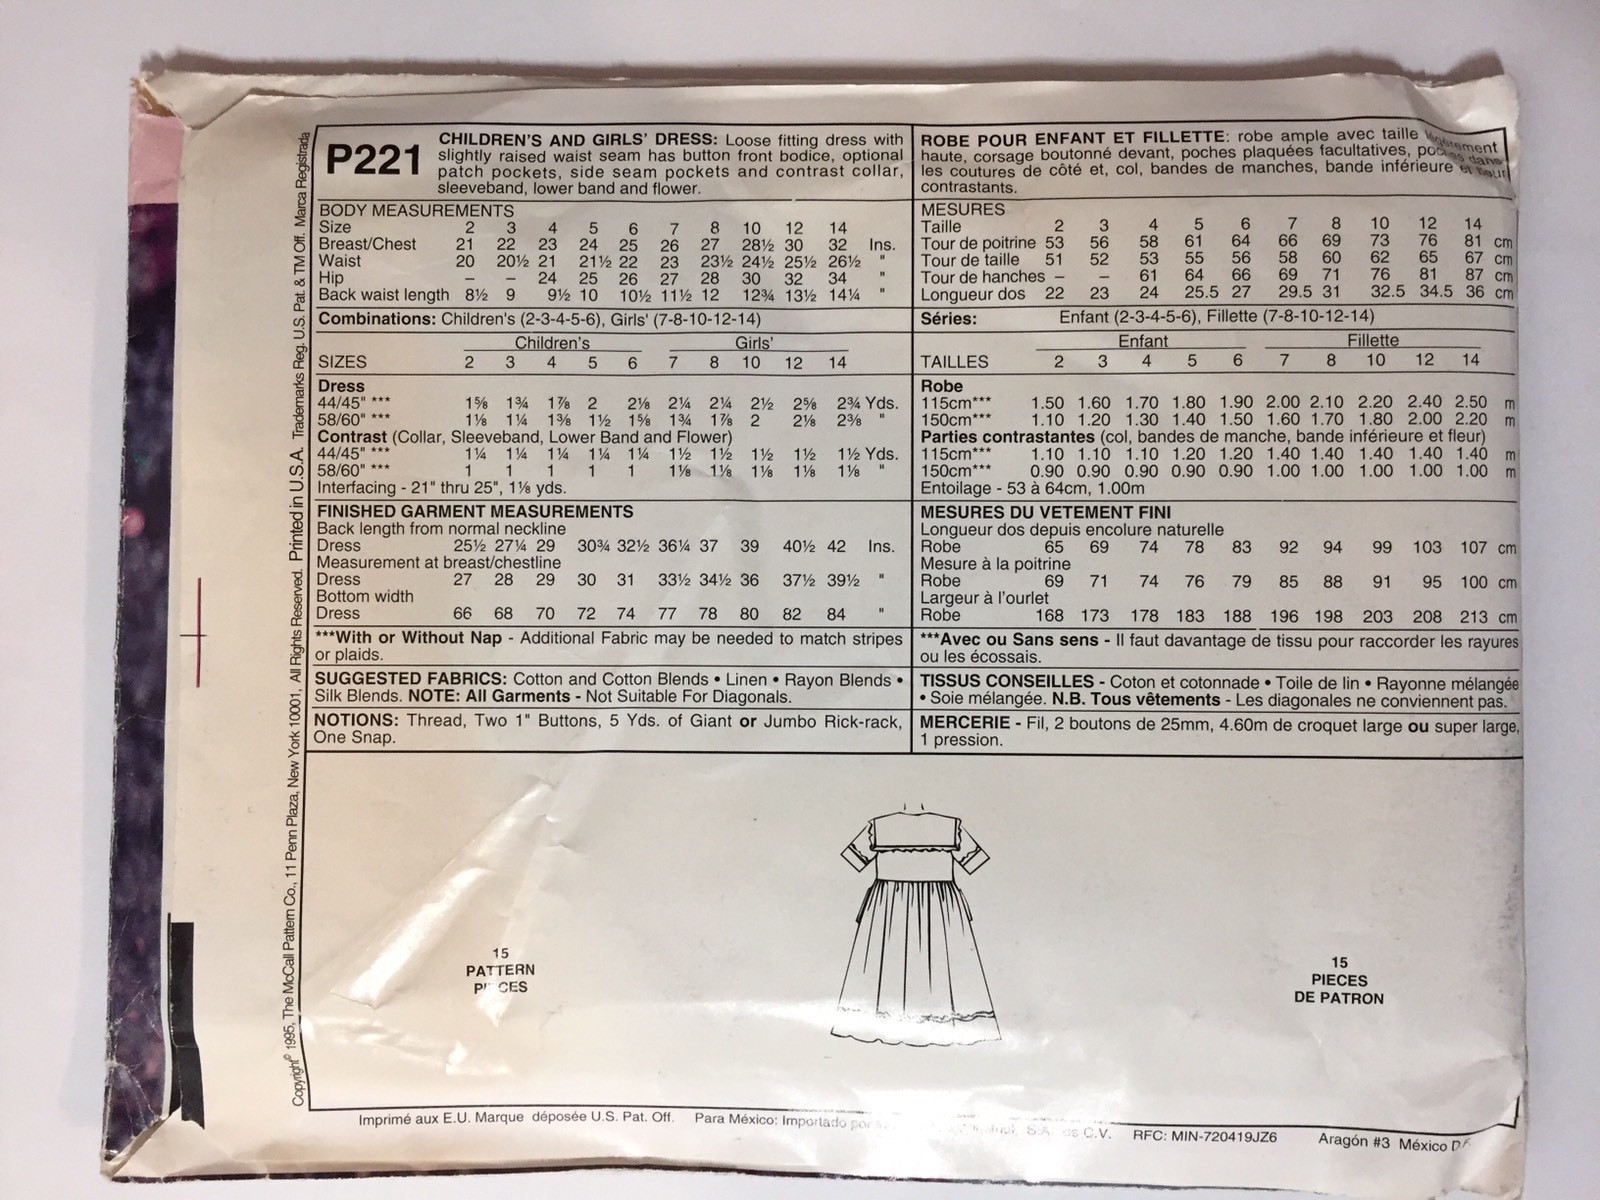 P221
CHILDREN'S AND GIRLS' DRESS: Loose fitting dress with
slightly raised waist seam has button front bodice, optional
patch pockets, side seam pockets and contrast collar,
sleeveband, lower band and flower.
BODY MEASUREMENTS
Size 2 3 4 5 6 7 8 10 12 14
Breast/Chest 21 22 23 24 25 26 27 28½ 30 32 Ins.
Waist 20 20½ 21 21½ 22 23 23½ 24½ 25½ 26½ "
Hip – – 24 25 26 27 28 30 32 34 "
Back waist length 8½ 9 9½ 10 10½ 11½ 12 12¾ 13½ 14¼ "
Combinations: Children's (2-3-4-5-6), Girls' (7-8-10-12-14)
Children's Girls'
SIZES 2 3 4 5 6 7 8 10 12 14
Dress
44/45" *** 1⅝ 1¾ 1⅞ 2 2⅛ 2¼ 2¼ 2½ 2⅝ 2¾ Yds.
58/60" *** 1⅛ 1¼ 1⅜ 1½ 1⅝ 1¾ 1⅞ 2 2⅛ 2⅜ "
Contrast (Collar, Sleeveband, Lower Band and Flower)
44/45" *** 1¼ 1¼ 1¼ 1¼ 1¼ 1½ 1½ 1½ 1½ 1½ Yds.
58/60" *** 1 1 1 1 1 1⅛ 1⅛ 1⅛ 1⅛ 1⅛ "
Interfacing - 21" thru 25", 1⅛ yds.
FINISHED GARMENT MEASUREMENTS
Back length from normal neckline
Dress 25½ 27¼ 29 30¾ 32½ 36¼ 37 39 40½ 42 Ins.
Measurement at breast/chestline
Dress 27 28 29 30 31 33½ 34½ 36 37½ 39½ "
Bottom width
Dress 66 68 70 72 74 77 78 80 82 84 "
***With or Without Nap - Additional Fabric may be needed to match stripes
or plaids.
SUGGESTED FABRICS: Cotton and Cotton Blends • Linen • Rayon Blends •
Silk Blends. NOTE: All Garments - Not Suitable For Diagonals.
NOTIONS: Thread, Two 1" Buttons, 5 Yds. of Giant or Jumbo Rick-rack,
One Snap.
ROBE POUR ENFANT ET FILLETTE: robe ample avec taille légèrement
haute, corsage boutonné devant, poches plaquées facultatives, poches dans
les coutures de côté et, col, bandes de manches, bande inférieure et fleur
contrastants.
MESURES
Taille 2 3 4 5 6 7 8 10 12 14
Tour de poitrine 53 56 58 61 64 66 69 73 76 81 cm
Tour de taille 51 52 53 55 56 58 60 62 65 67 cm
Tour de hanches – – 61 64 66 69 71 76 81 87 cm
Longueur dos 22 23 24 25.5 27 29.5 31 32.5 34.5 36 cm
Séries: Enfant (2-3-4-5-6), Fillette (7-8-10-12-14)
Enfant Fillette
TAILLES 2 3 4 5 6 7 8 10 12 14
Robe
115cm*** 1.50 1.60 1.70 1.80 1.90 2.00 2.10 2.20 2.40 2.50 m
150cm*** 1.10 1.20 1.30 1.40 1.50 1.60 1.70 1.80 2.00 2.20 m
Parties contrastantes (col, bandes de manche, bande inférieure et fleur)
115cm*** 1.10 1.10 1.10 1.20 1.20 1.40 1.40 1.40 1.40 1.40 m
150cm*** 0.90 0.90 0.90 0.90 0.90 1.00 1.00 1.00 1.00 1.00 m
Entoilage - 53 à 64cm, 1.00m
MESURES DU VETEMENT FINI
Longueur dos depuis encolure naturelle
Robe 65 69 74 78 83 92 94 99 103 107 cm
Mesure à la poitrine
Robe 69 71 74 76 79 85 88 91 95 100 cm
Largeur à l'ourlet
Robe 168 173 178 183 188 196 198 203 208 213 cm
***Avec ou Sans sens - Il faut davantage de tissu pour raccorder les rayures
ou les écossais.
TISSUS CONSEILLES - Coton et cotonnade • Toile de lin • Rayonne mélangée
• Soie mélangée. N.B. Tous vêtements - Les diagonales ne conviennent pas.
MERCERIE - Fil, 2 boutons de 25mm, 4.60m de croquet large ou super large,
1 pression.
15
PATTERN
PIECES
15
PIECES
DE PATRON
Copyright© 1995, The McCall Pattern Co., 11 Penn Plaza, New York 10001, All Rights Reserved. Printed in U.S.A. Trademarks Reg. U.S. Pat. & TM Off. Marca Registrada
Imprimé aux E.U. Marque déposée U.S. Pat. Off. Para México: Importado por S.A. de C.V. RFC: MIN-720419JZ6 Aragón #3 México D.F.